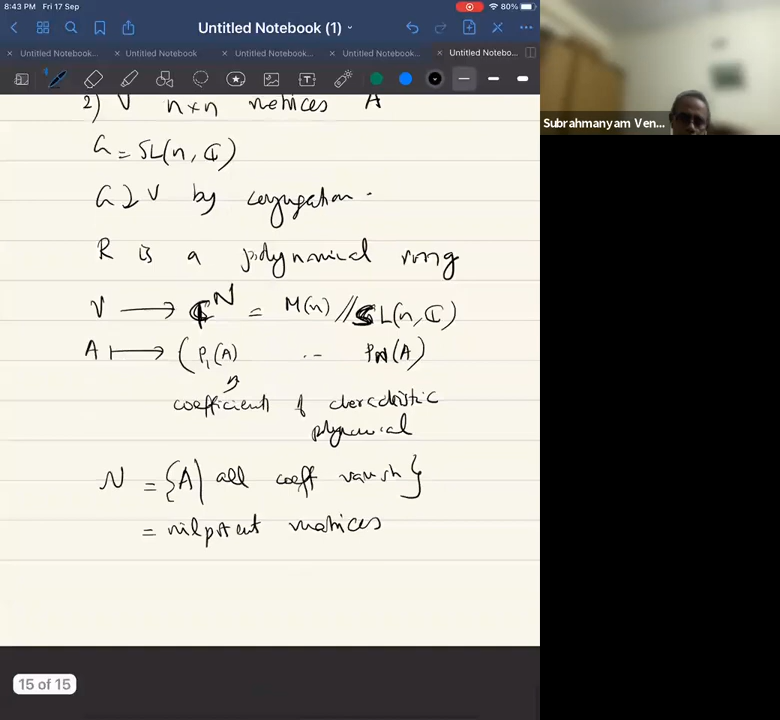 8:43 PM Fri 17 Sep
80%
Untitled Notebook (1)
Untitled Notebook...
Untitled Notebook
Untitled Notebook...
Untitled Notebook...
Untitled Notebo...
Subrahmanyam Ven...
2) V n×n matrices A
G = SL(n, ℂ)
G ⟳ V by conjugation.
R is a polynomical ring
V ⟶ ℂ^N = M(n) // SL(n, ℂ)
A ⟼ (P₁(A) .. P_N(A)
coefficients of characteristic
polynomial
N = {A | all coeff vanish}
= nilpotent matrices
15 of 15